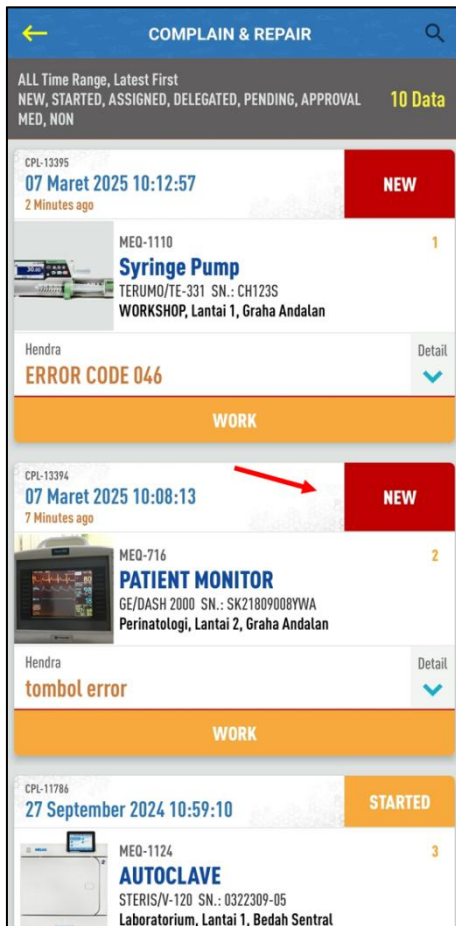 COMPLAIN & REPAIR
ALL Time Range, Latest First
NEW, STARTED, ASSIGNED, DELEGATED, PENDING, APPROVAL
MED, NON
10 Data
CPL-13395
07 Maret 2025 10:12:57
2 Minutes ago
NEW
MEQ-1110
1
Syringe Pump
TERUMO/TE-331 SN.: CH123S
WORKSHOP, Lantai 1, Graha Andalan
Hendra
Detail
ERROR CODE 046
WORK
CPL-13394
07 Maret 2025 10:08:13
7 Minutes ago
NEW
MEQ-716
2
PATIENT MONITOR
GE/DASH 2000 SN.: SK21809008YWA
Perinatologi, Lantai 2, Graha Andalan
Hendra
Detail
tombol error
WORK
CPL-11786
27 September 2024 10:59:10
STARTED
MEQ-1124
3
AUTOCLAVE
STERIS/V-120 SN.: 0322309-05
Laboratorium, Lantai 1, Bedah Sentral